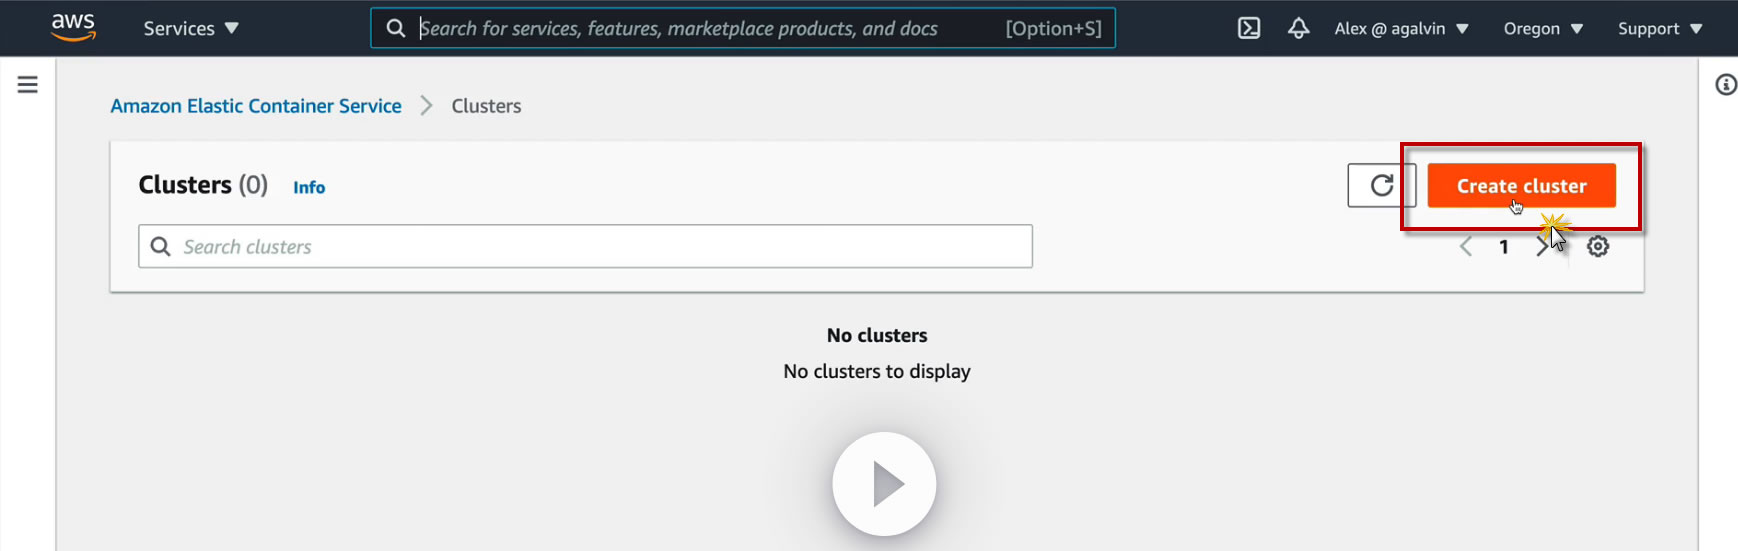 aws Services Search for services, features, marketplace products, and docs [Option+S] Alex @ agalvin Oregon Support
Amazon Elastic Container Service Clusters
Clusters (0) Info Create cluster
Search clusters 1
No clusters
No clusters to display